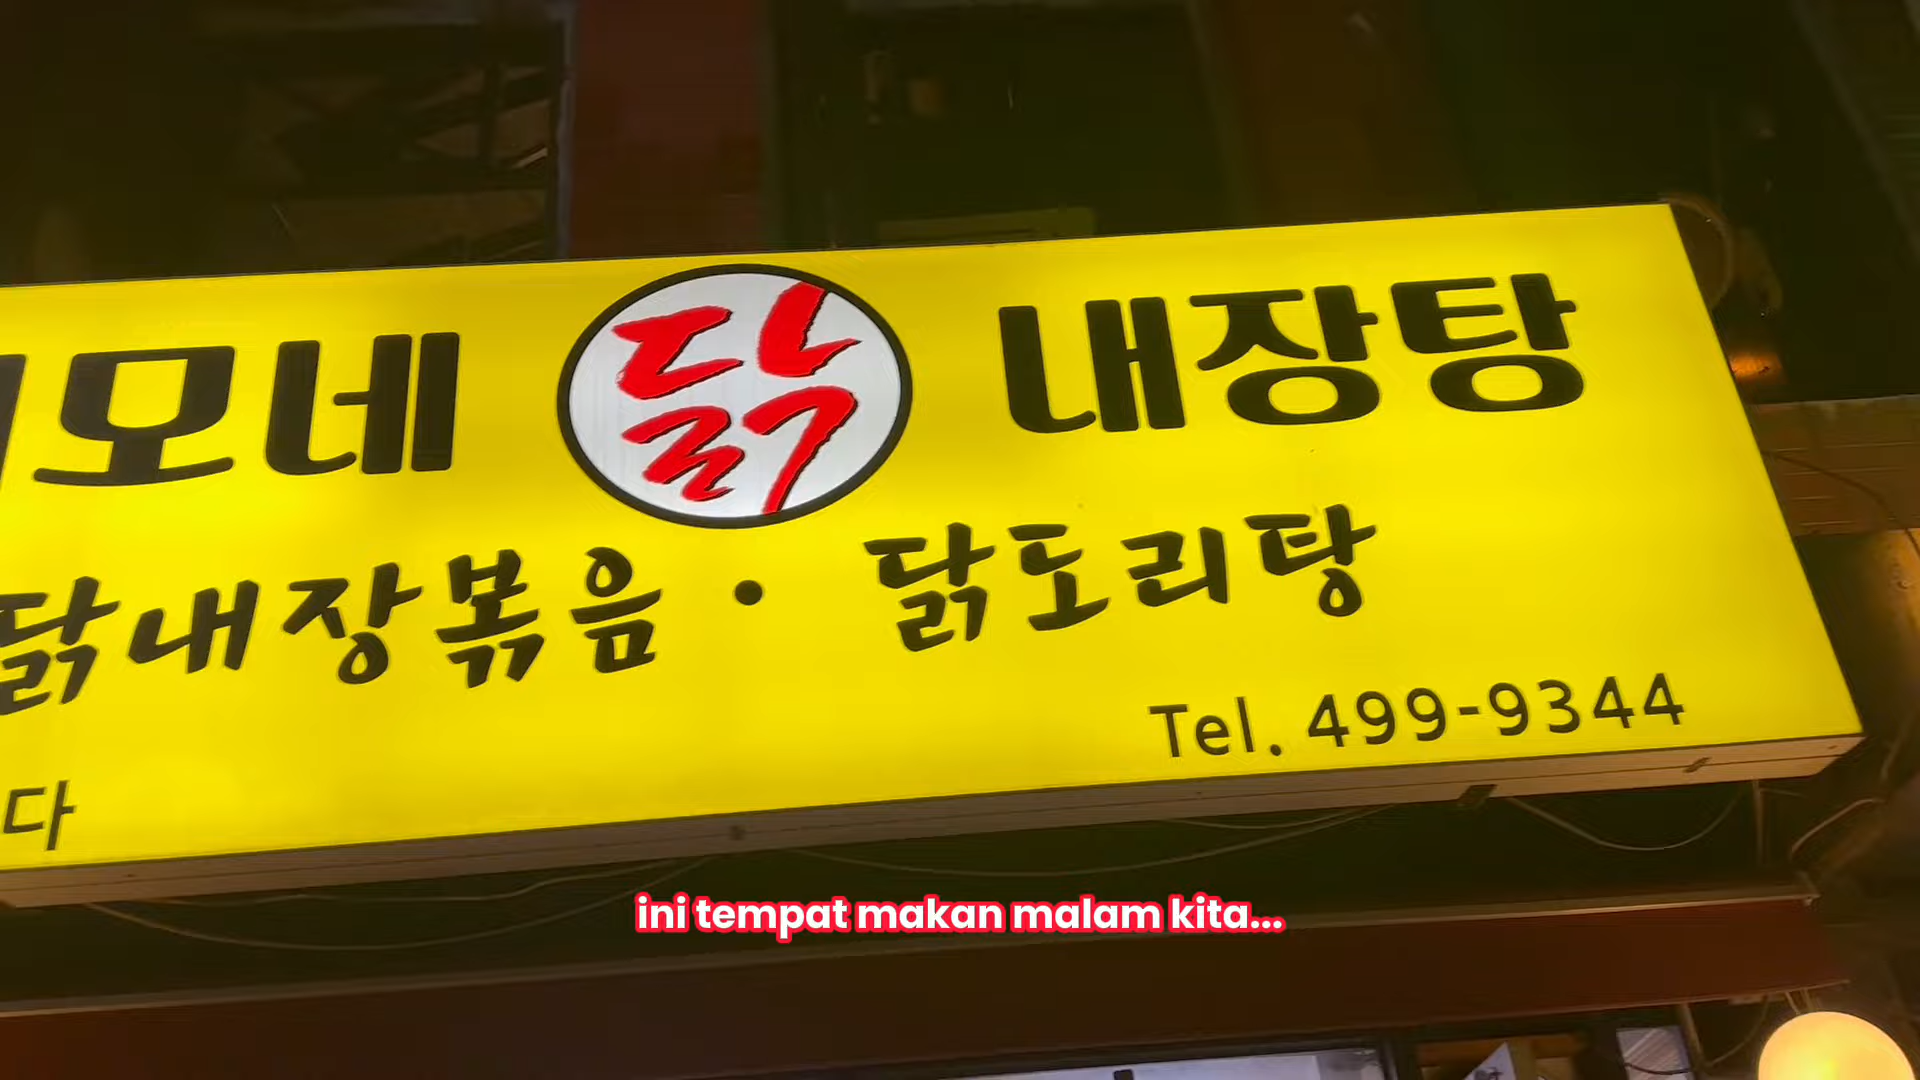 모네 닭 내장탕
닭내장볶음 · 닭도리탕
Tel. 499-9344
다
ini tempat makan malam kita...